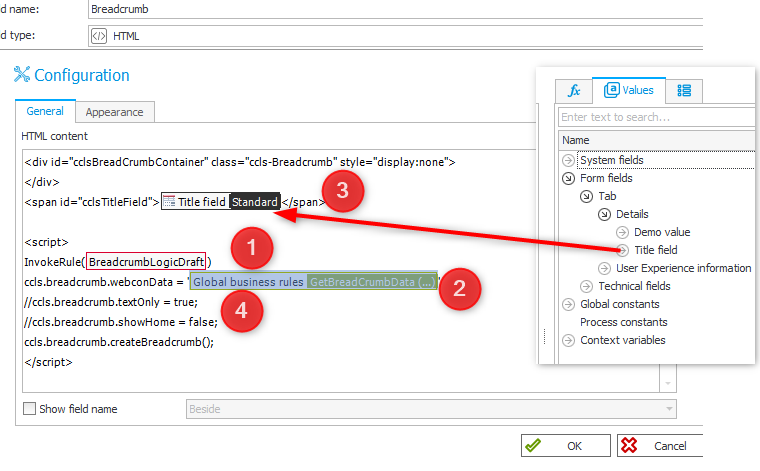 d name: Breadcrumb
d type: HTML
Configuration
General Appearance
HTML content
<div id="cclsBreadCrumbContainer" class="ccls-Breadcrumb" style="display:none">
</div>
<span id="cclsTitleField"> Title field Standard </span>
3
<script>
1
InvokeRule( BreadcrumbLogicDraft )
ccls.breadcrumb.webconData = " Global business rules GetBreadCrumbData (...) "
2
//ccls.breadcrumb.textOnly = true;
4
//ccls.breadcrumb.showHome = false;
ccls.breadcrumb.createBreadcrumb();
</script>
Show field name Beside
OK Cancel
fx Values
Enter text to search...
Name
System fields
Form fields
Tab
Details
Demo value
Title field
User Experience information
Technical fields
Global constants
Process constants
Context variables